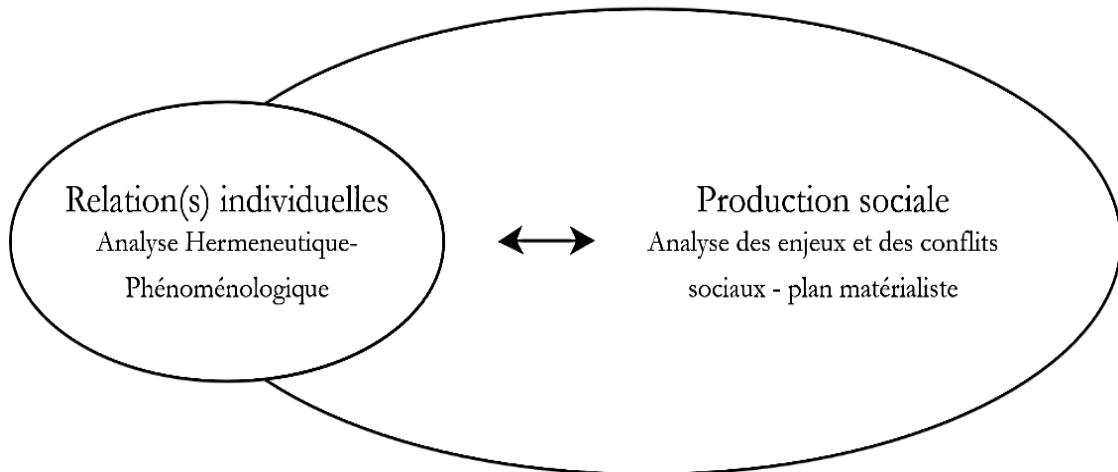 Relation(s) individuelles
Analyse Hermeneutique-
Phénoménologique
Production sociale
Analyse des enjeux et des conflits
sociaux - plan matérialiste